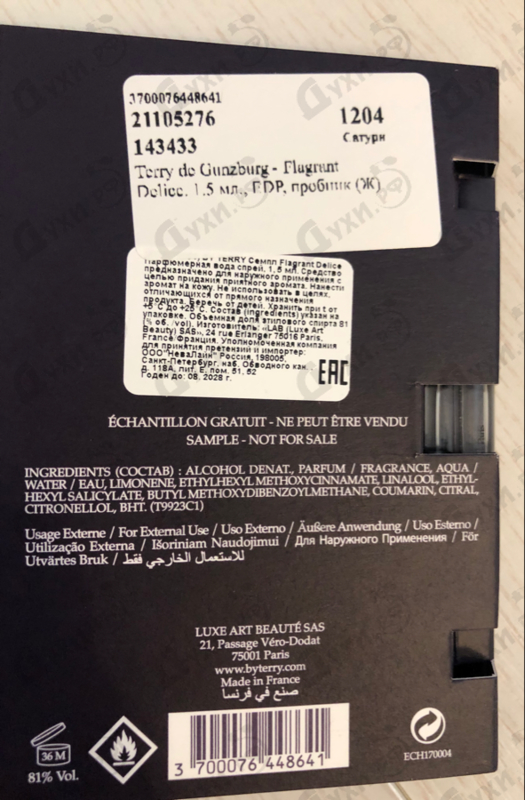 3700076448641
21105276 1204
143433 Сатурн
Terry de Gunzburg - Flagrant
Delice. 1.5 мл., EDP, пробник (Ж)
BY TERRY Семпл Flagrant Delice
Парфюмерная вода спрей, 1,5 мл. Средство
предназначено для наружного применения с
целью придания приятного аромата. Нанести
аромат на кожу. Не использовать в целях,
отличающихся от прямого назначения
продукта. Беречь от детей. Хранить при t от
+5 C до +25 C. Состав (ingredients) указан на
упаковке. Объемная доля этилового спирта 81
(% об. /vol). Изготовитель: «LAB (Luxe Art
Beauty) SAS», 24 rue Erlanger 75016 Paris,
France/Франция. Уполномоченная компания
для принятия претензий и импортер:
ООО"НеваЛайн" Россия, 198005,
Санкт-Петербург, наб. Обводного кан.,
д. 118А, лит. Е, пом. 51, 52
Годен до: 08. 2028 г.
EAC
ÉCHANTILLON GRATUIT - NE PEUT ÊTRE VENDU
SAMPLE - NOT FOR SALE
INGREDIENTS (СОСТАВ) : ALCOHOL DENAT., PARFUM / FRAGRANCE, AQUA /
WATER / EAU, LIMONENE, ETHYLHEXYL METHOXYCINNAMATE, LINALOOL, ETHYL-
HEXYL SALICYLATE, BUTYL METHOXYDIBENZOYLMETHANE, COUMARIN, CITRAL,
CITRONELLOL, BHT. (T9923C1)
Usage Externe / For External Use / Uso Externo / Äußere Anwendung / Uso Esterno /
Utilização Externa / Išoriniam Naudojimui / Для Наружного Применения / För
Utvärtes Bruk / للاستعمال الخارجي فقط
LUXE ART BEAUTÉ SAS
21, Passage Véro-Dodat
75001 Paris
www.byterry.com
Made in France
صنع في فرنسا
36 M
81% Vol.
3 700076 448641
ECH170004
Духи.рф